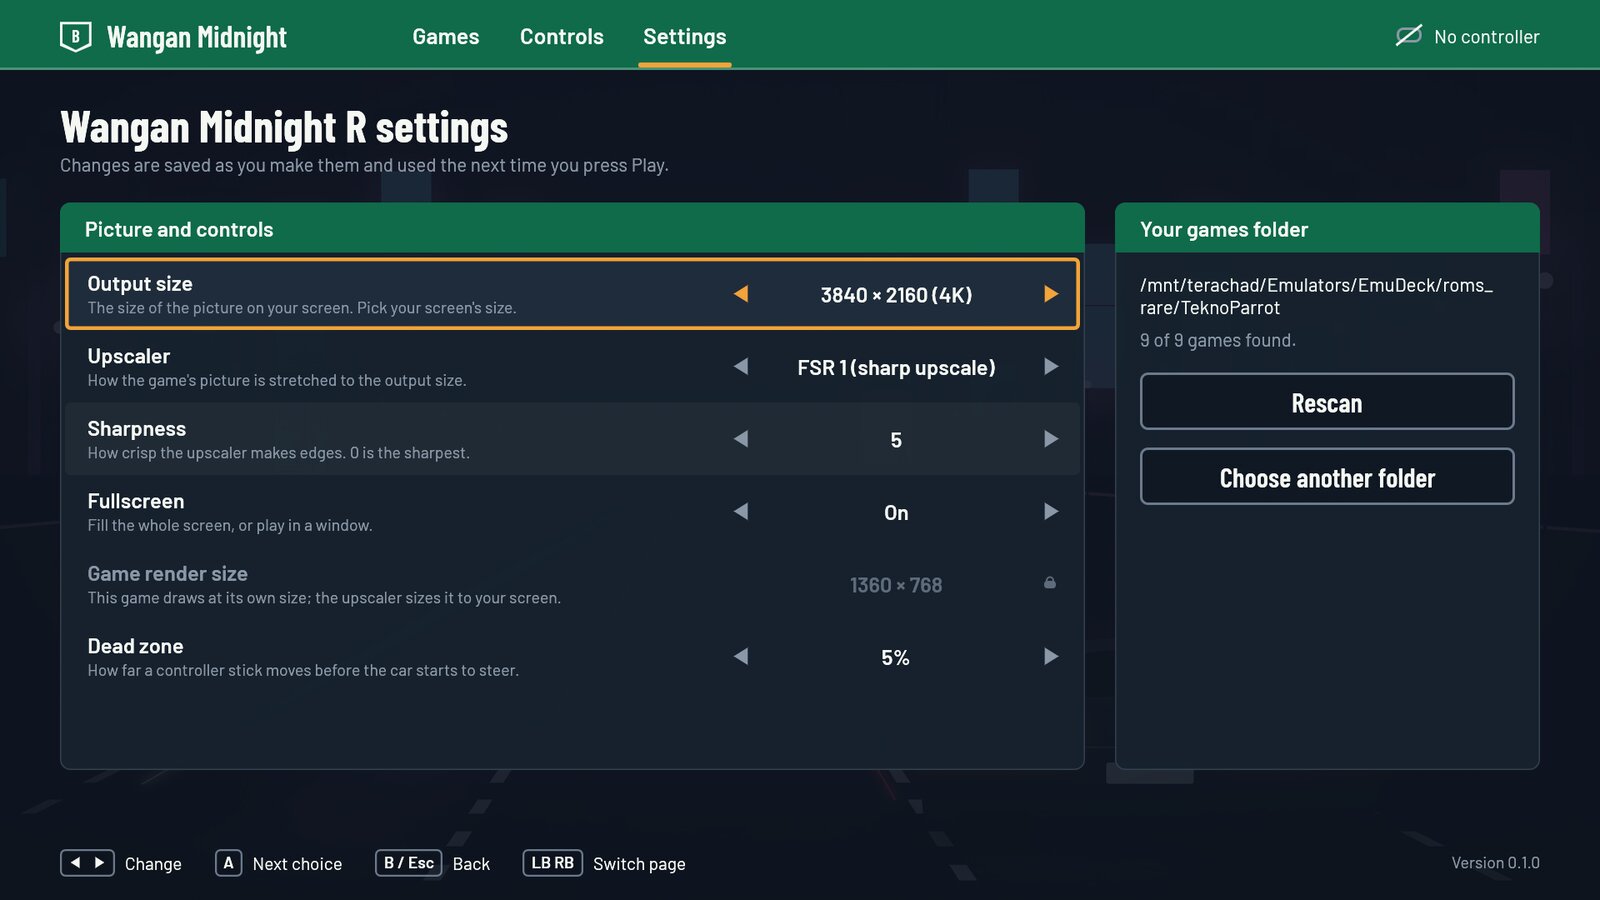 B Wangan Midnight
Games Controls Settings
No controller
Wangan Midnight R settings
Changes are saved as you make them and used the next time you press Play.
Picture and controls
Output size
The size of the picture on your screen. Pick your screen's size.
3840 × 2160 (4K)
Upscaler
How the game's picture is stretched to the output size.
FSR 1 (sharp upscale)
Sharpness
How crisp the upscaler makes edges. 0 is the sharpest.
5
Fullscreen
Fill the whole screen, or play in a window.
On
Game render size
This game draws at its own size; the upscaler sizes it to your screen.
1360 × 768
Dead zone
How far a controller stick moves before the car starts to steer.
5%
Your games folder
/mnt/terachad/Emulators/EmuDeck/roms_
rare/TeknoParrot
9 of 9 games found.
Rescan
Choose another folder
◀ ▶ Change A Next choice B / Esc Back LB RB Switch page
Version 0.1.0